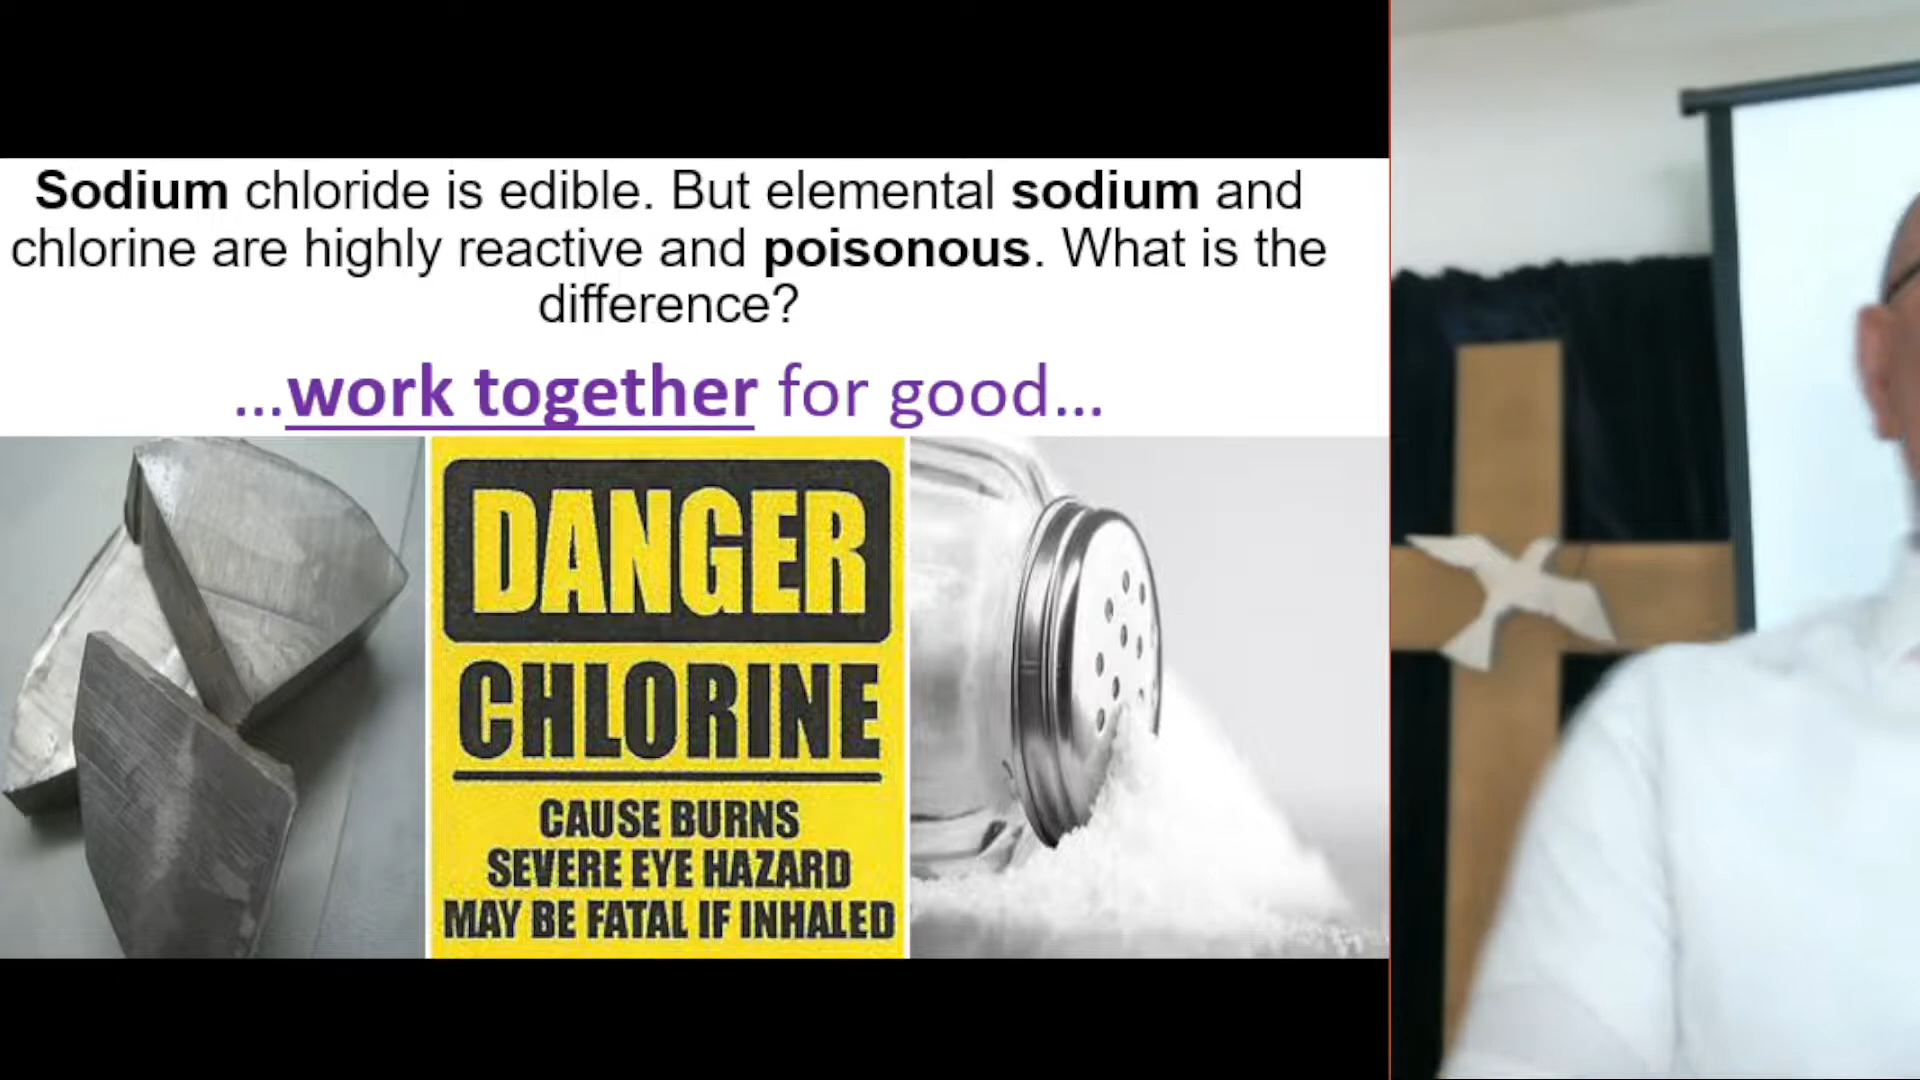 Sodium chloride is edible. But elemental sodium and
chlorine are highly reactive and poisonous. What is the
difference?
...work together for good...
DANGER
CHLORINE
CAUSE BURNS
SEVERE EYE HAZARD
MAY BE FATAL IF INHALED